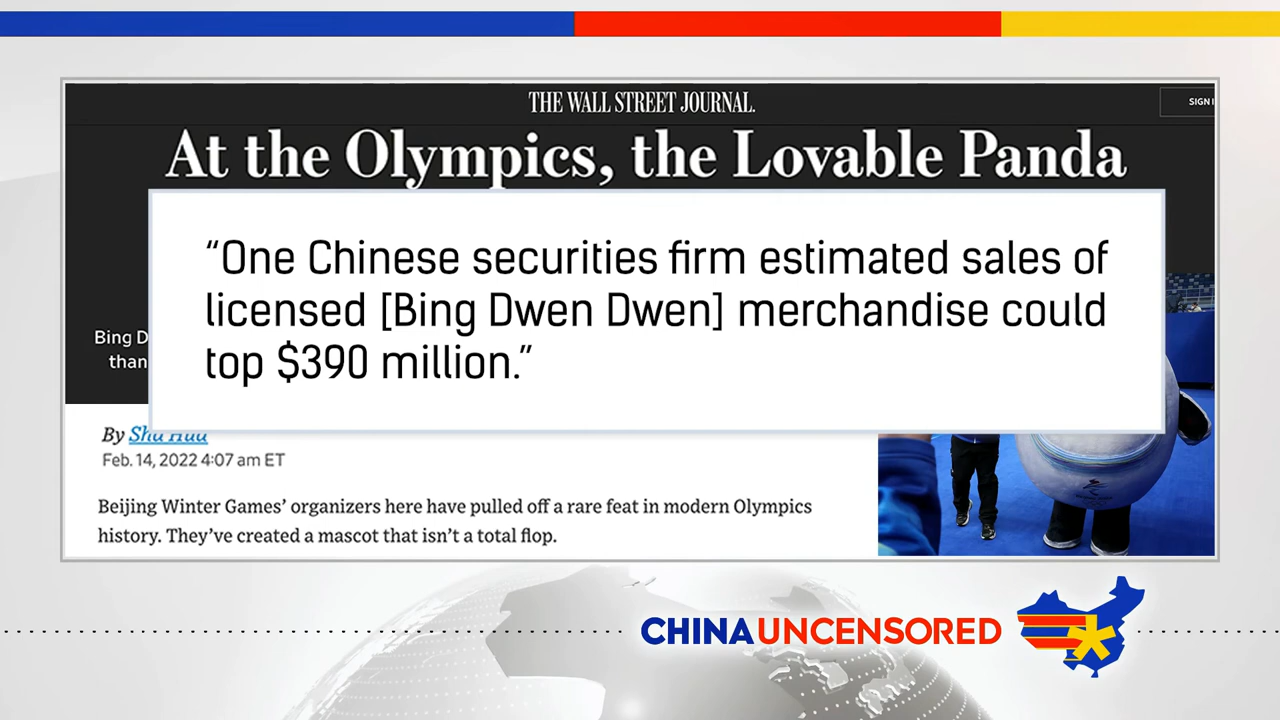 THE WALL STREET JOURNAL.
SIGN I
At the Olympics, the Lovable Panda
“One Chinese securities firm estimated sales of
licensed [Bing Dwen Dwen] merchandise could
top $390 million.”
Bing D
than
By Sha Hua
Feb. 14, 2022 4:07 am ET
Beijing Winter Games’ organizers here have pulled off a rare feat in modern Olympics
history. They’ve created a mascot that isn’t a total flop.
CHINA UNCENSORED